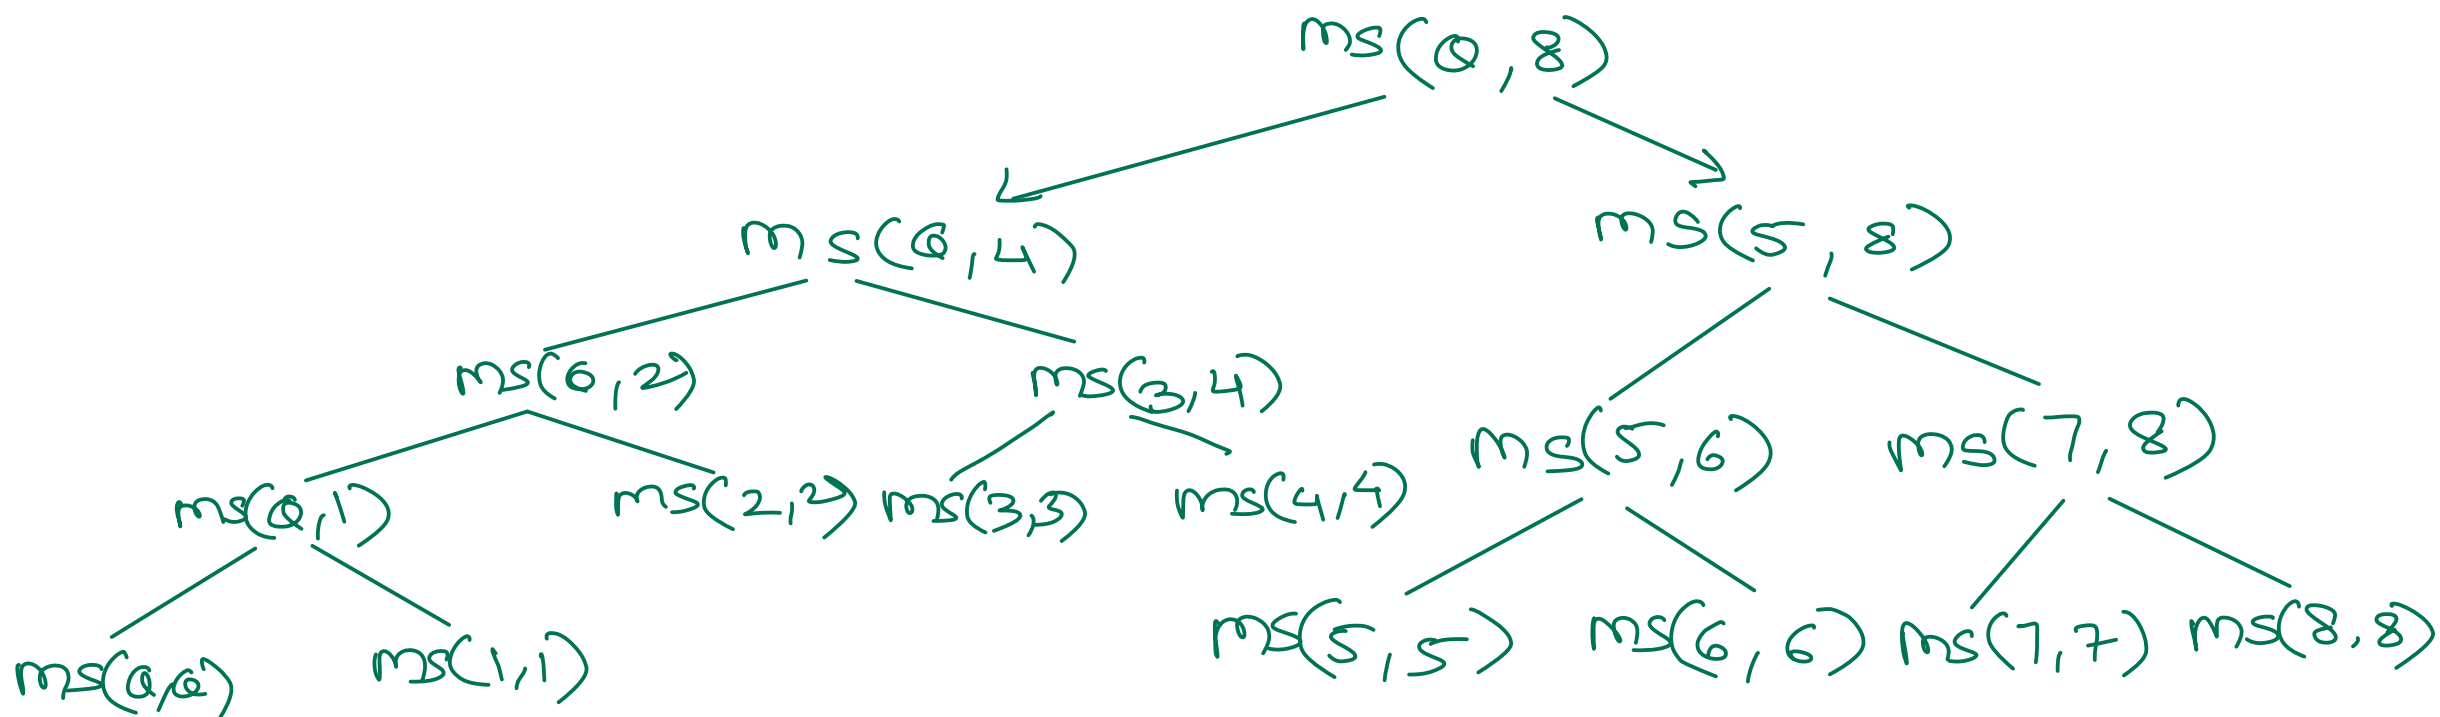 ms(0,8)
ms(0,4) ms(5,8)
ms(0,2) ms(3,4)
ms(5,6) ms(7,8)
ms(0,1) ms(2,2) ms(3,3) ms(4,4)
ms(5,5) ms(6,6) ms(7,7) ms(8,8)
ms(0,0) ms(1,1)